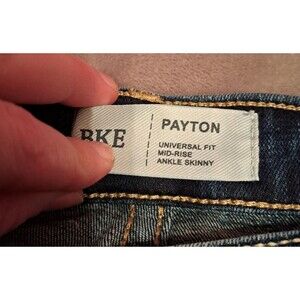 BKE
PAYTON
UNIVERSAL FIT
MID-RISE
ANKLE SKINNY